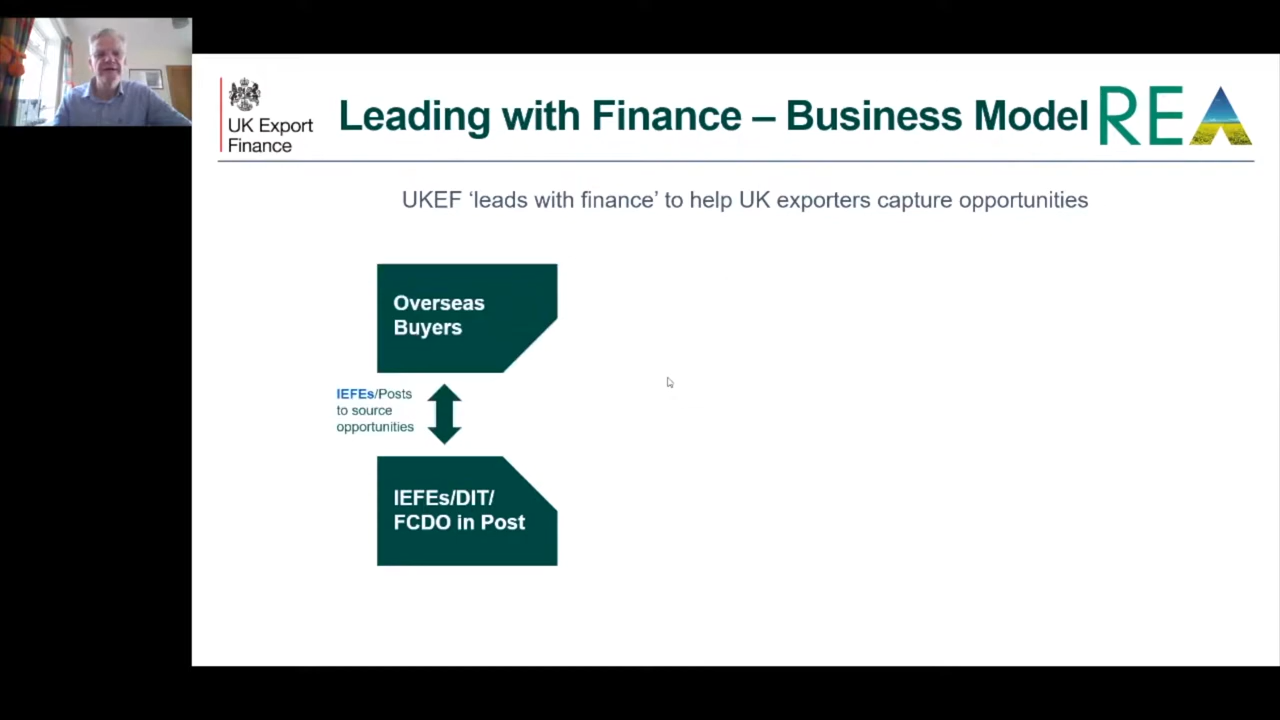 UK Export
Finance
Leading with Finance – Business Model
REA
UKEF ‘leads with finance’ to help UK exporters capture opportunities
Overseas
Buyers
IEFEs/Posts
to source
opportunities
IEFEs/DIT/
FCDO in Post